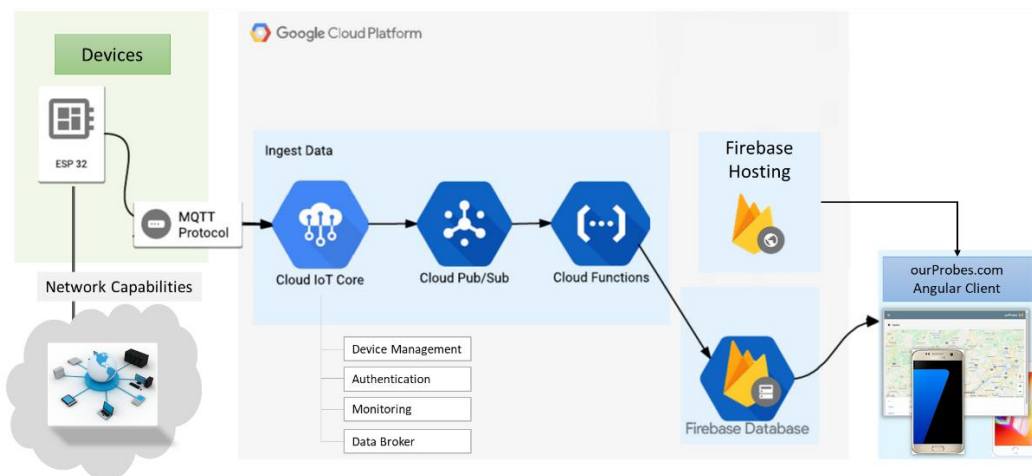 Devices
ESP 32
MQTT
Protocol
Network Capabilities
Google Cloud Platform
Ingest Data
Cloud IoT Core
Cloud Pub/Sub
Cloud Functions
Device Management
Authentication
Monitoring
Data Broker
Firebase
Hosting
Firebase Database
ourProbes.com
Angular Client